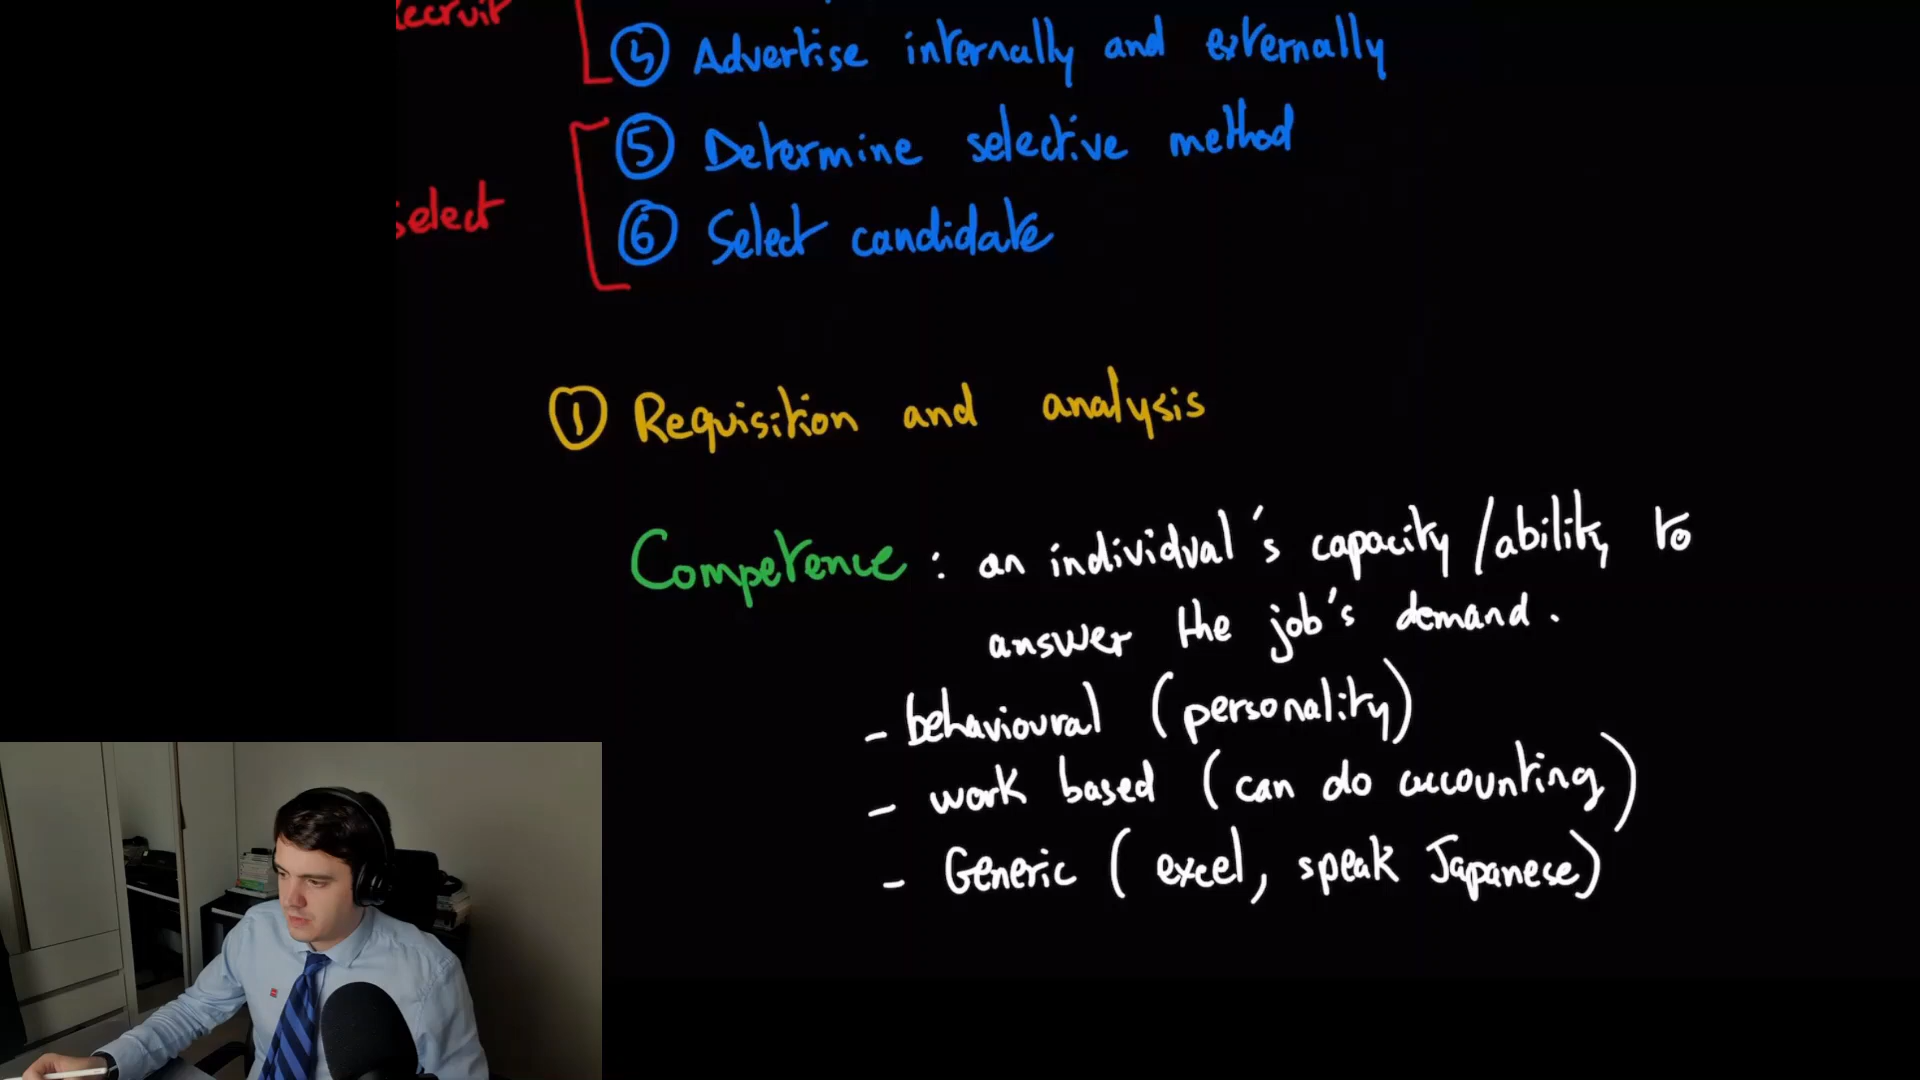 Recruit
④ Advertise internally and externally
⑤ Determine selective method
select
⑥ Select candidate
① Requisition and analysis
Competence : an individual's capacity / ability to
answer the job's demand .
- behavioural (personality)
- work based (can do accounting)
- Generic ( excel, speak Japanese)